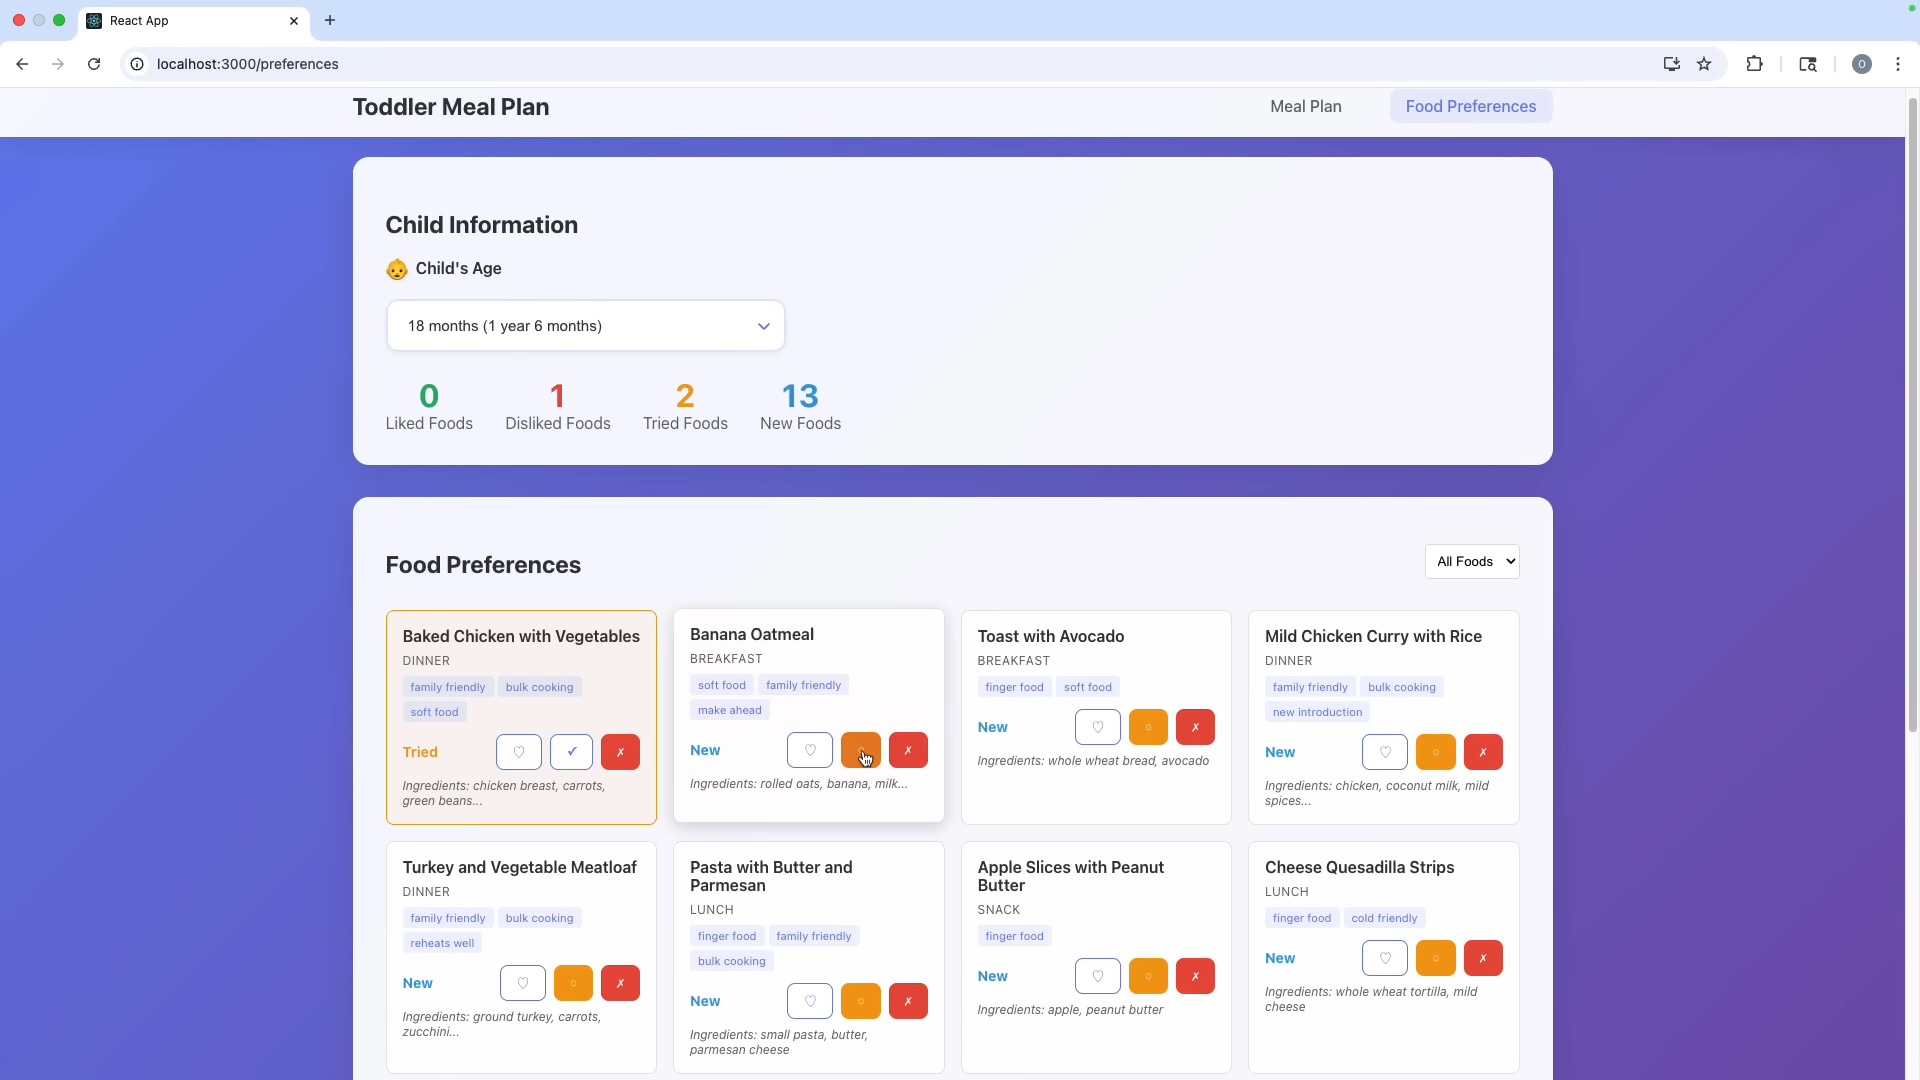 React App
localhost:3000/preferences
O
Toddler Meal Plan
Meal Plan
Food Preferences
Child Information
👶 Child's Age
18 months (1 year 6 months)
0
Liked Foods
1
Disliked Foods
2
Tried Foods
13
New Foods
Food Preferences
All Foods
Baked Chicken with Vegetables
DINNER
family friendly bulk cooking
soft food
Tried ♡ ✓ ✗
Ingredients: chicken breast, carrots,
green beans...
Banana Oatmeal
BREAKFAST
soft food family friendly
make ahead
New ♡ ○ ✗
Ingredients: rolled oats, banana, milk...
Toast with Avocado
BREAKFAST
finger food soft food
New ♡ ○ ✗
Ingredients: whole wheat bread, avocado
Mild Chicken Curry with Rice
DINNER
family friendly bulk cooking
new introduction
New ♡ ○ ✗
Ingredients: chicken, coconut milk, mild
spices...
Turkey and Vegetable Meatloaf
DINNER
family friendly bulk cooking
reheats well
New ♡ ○ ✗
Ingredients: ground turkey, carrots,
zucchini...
Pasta with Butter and
Parmesan
LUNCH
finger food family friendly
bulk cooking
New ♡ ○ ✗
Ingredients: small pasta, butter,
parmesan cheese
Apple Slices with Peanut
Butter
SNACK
finger food
New ♡ ○ ✗
Ingredients: apple, peanut butter
Cheese Quesadilla Strips
LUNCH
finger food cold friendly
New ♡ ○ ✗
Ingredients: whole wheat tortilla, mild
cheese